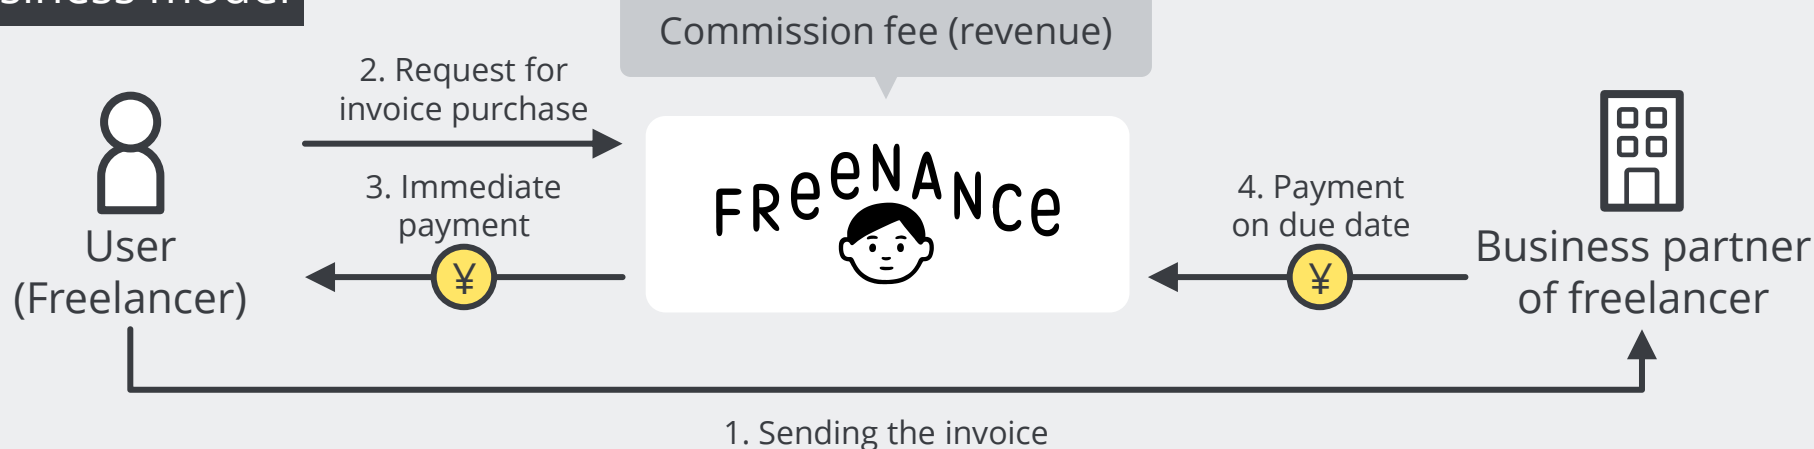 Commission fee (revenue)
2. Request for
invoice purchase
3. Immediate
payment
¥
User
(Freelancer)
FReeNANce
4. Payment
on due date
¥
Business partner
of freelancer
1. Sending the invoice